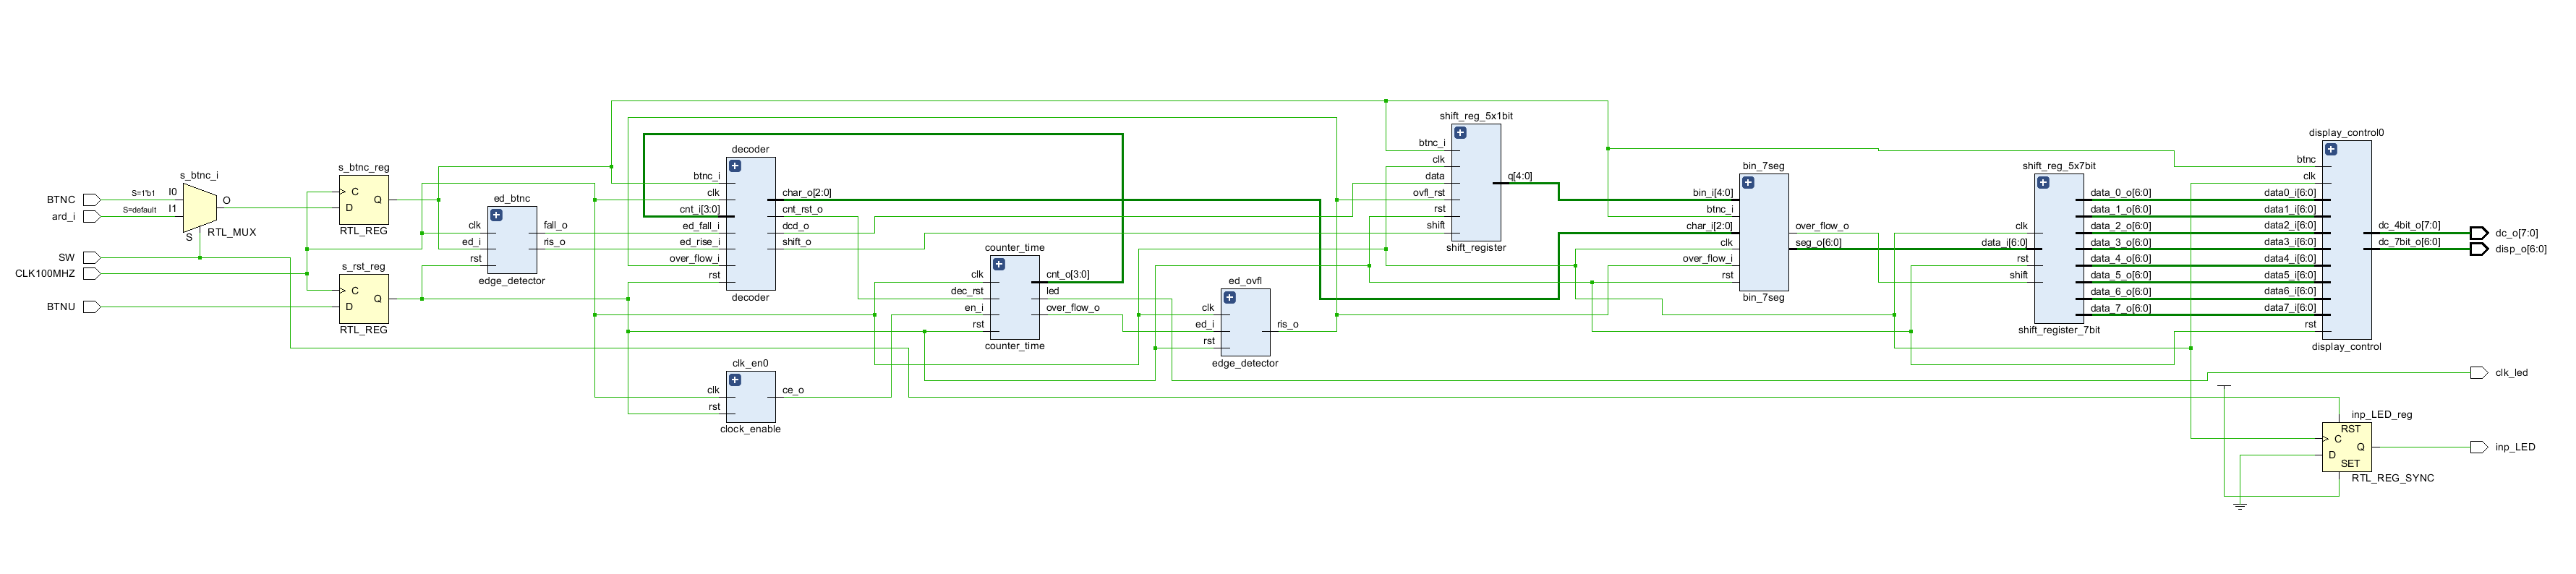 BTNC
ard_i
SW
CLK100MHZ
BTNU
s_btnc_i
S=1'b1
I0
S=default
I1
O
S
RTL_MUX
s_btnc_reg
C
D
Q
RTL_REG
s_rst_reg
C
D
Q
RTL_REG
ed_btnc
clk
ed_i
rst
fall_o
ris_o
edge_detector
decoder
btnc_i
clk
cnt_i[3:0]
ed_fall_i
ed_rise_i
over_flow_i
rst
char_o[2:0]
cnt_rst_o
dcd_o
shift_o
decoder
clk_en0
clk
rst
ce_o
clock_enable
counter_time
clk
dec_rst
en_i
rst
cnt_o[3:0]
led
over_flow_o
counter_time
ed_ovfl
clk
ed_i
rst
ris_o
edge_detector
shift_reg_5x1bit
btnc_i
clk
data
ovfl_rst
rst
shift
q[4:0]
shift_register
bin_7seg
bin_i[4:0]
btnc_i
char_i[2:0]
clk
over_flow_i
rst
over_flow_o
seg_o[6:0]
bin_7seg
shift_reg_5x7bit
clk
data_i[6:0]
rst
shift
data_0_o[6:0]
data_1_o[6:0]
data_2_o[6:0]
data_3_o[6:0]
data_4_o[6:0]
data_5_o[6:0]
data_6_o[6:0]
data_7_o[6:0]
shift_register_7bit
display_control0
btnc
clk
data0_i[6:0]
data1_i[6:0]
data2_i[6:0]
data3_i[6:0]
data4_i[6:0]
data5_i[6:0]
data6_i[6:0]
data7_i[6:0]
rst
dc_4bit_o[7:0]
dc_7bit_o[6:0]
display_control
dc_o[7:0]
disp_o[6:0]
clk_led
inp_LED_reg
RST
C
D
Q
SET
RTL_REG_SYNC
inp_LED